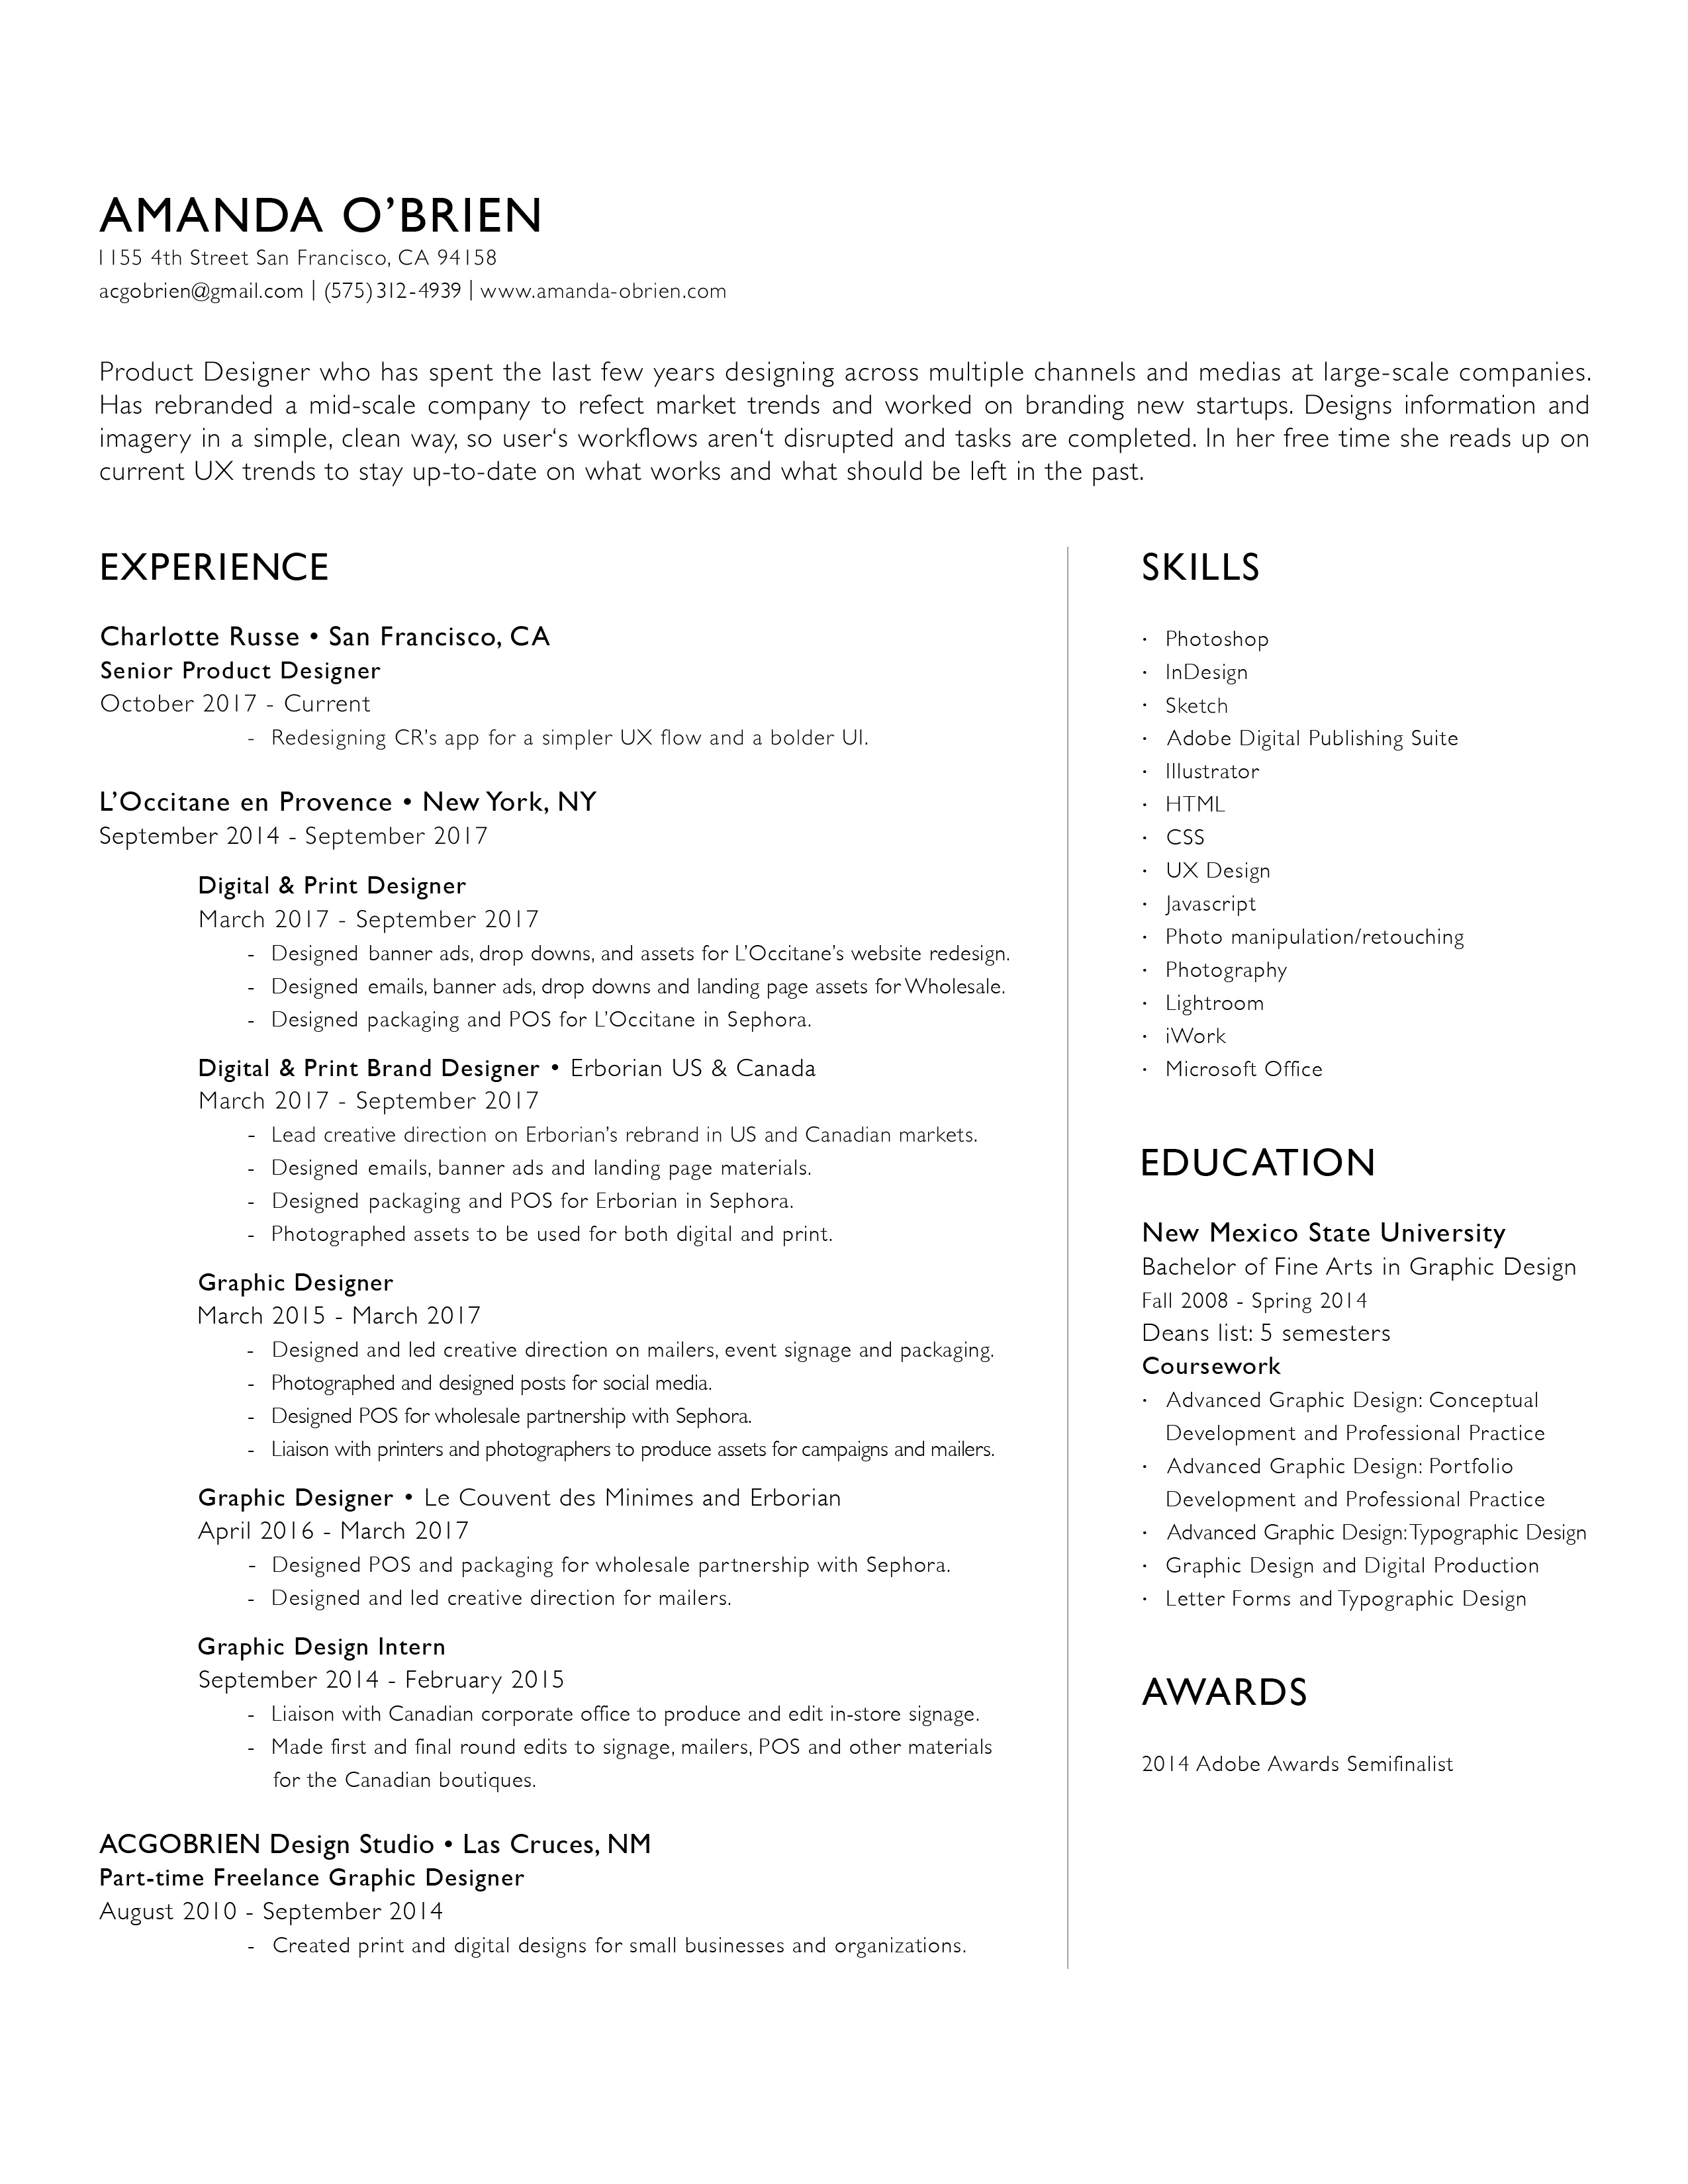 AMANDA O’BRIEN
1155 4th Street San Francisco, CA 94158
acgobrien@gmail.com | (575)312-4939 | www.amanda-obrien.com
Product Designer who has spent the last few years designing across multiple channels and medias at large-scale companies.
Has rebranded a mid-scale company to refect market trends and worked on branding new startups. Designs information and
imagery in a simple, clean way, so user‘s workflows aren‘t disrupted and tasks are completed. In her free time she reads up on
current UX trends to stay up-to-date on what works and what should be left in the past.
EXPERIENCE
Charlotte Russe • San Francisco, CA
Senior Product Designer
October 2017 - Current
- Redesigning CR’s app for a simpler UX flow and a bolder UI.
L’Occitane en Provence • New York, NY
September 2014 - September 2017
Digital & Print Designer
March 2017 - September 2017
- Designed banner ads, drop downs, and assets for L’Occitane’s website redesign.
- Designed emails, banner ads, drop downs and landing page assets for Wholesale.
- Designed packaging and POS for L’Occitane in Sephora.
Digital & Print Brand Designer • Erborian US & Canada
March 2017 - September 2017
- Lead creative direction on Erborian’s rebrand in US and Canadian markets.
- Designed emails, banner ads and landing page materials.
- Designed packaging and POS for Erborian in Sephora.
- Photographed assets to be used for both digital and print.
Graphic Designer
March 2015 - March 2017
- Designed and led creative direction on mailers, event signage and packaging.
- Photographed and designed posts for social media.
- Designed POS for wholesale partnership with Sephora.
- Liaison with printers and photographers to produce assets for campaigns and mailers.
Graphic Designer • Le Couvent des Minimes and Erborian
April 2016 - March 2017
- Designed POS and packaging for wholesale partnership with Sephora.
- Designed and led creative direction for mailers.
Graphic Design Intern
September 2014 - February 2015
- Liaison with Canadian corporate office to produce and edit in-store signage.
- Made first and final round edits to signage, mailers, POS and other materials
for the Canadian boutiques.
ACGOBRIEN Design Studio • Las Cruces, NM
Part-time Freelance Graphic Designer
August 2010 - September 2014
- Created print and digital designs for small businesses and organizations.
SKILLS
· Photoshop
· InDesign
· Sketch
· Adobe Digital Publishing Suite
· Illustrator
· HTML
· CSS
· UX Design
· Javascript
· Photo manipulation/retouching
· Photography
· Lightroom
· iWork
· Microsoft Office
EDUCATION
New Mexico State University
Bachelor of Fine Arts in Graphic Design
Fall 2008 - Spring 2014
Deans list: 5 semesters
Coursework
· Advanced Graphic Design: Conceptual
Development and Professional Practice
· Advanced Graphic Design: Portfolio
Development and Professional Practice
· Advanced Graphic Design: Typographic Design
· Graphic Design and Digital Production
· Letter Forms and Typographic Design
AWARDS
2014 Adobe Awards Semifinalist